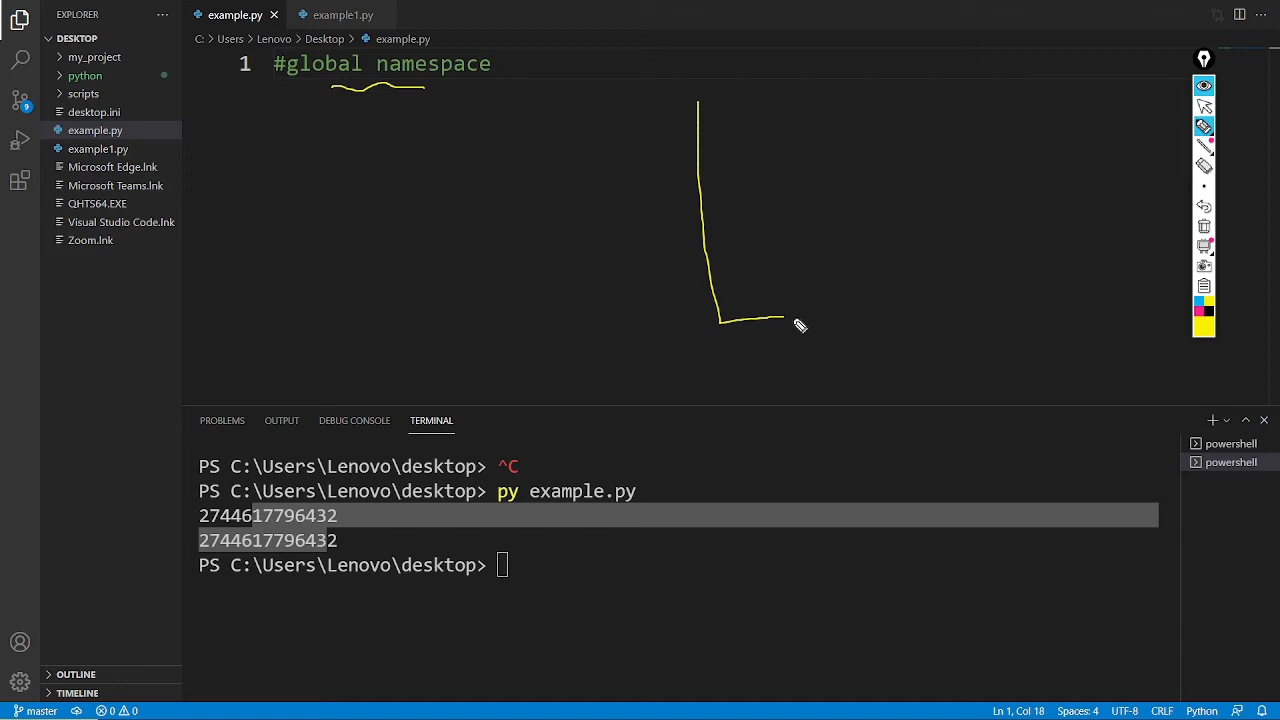 EXPLORER
example.py
example1.py
DESKTOP
C: > Users > Lenovo > Desktop > example.py
my_project
python
scripts
desktop.ini
example.py
example1.py
Microsoft Edge.lnk
Microsoft Teams.lnk
QHTS64.EXE
Visual Studio Code.lnk
Zoom.lnk
9
1 #global namespace
PROBLEMS OUTPUT DEBUG CONSOLE TERMINAL
PS C:\Users\Lenovo\desktop> ^C
PS C:\Users\Lenovo\desktop> py example.py
2744617796432
2744617796432
PS C:\Users\Lenovo\desktop>
powershell
powershell
OUTLINE
TIMELINE
master 0 0 Ln 1, Col 18 Spaces: 4 UTF-8 CRLF Python